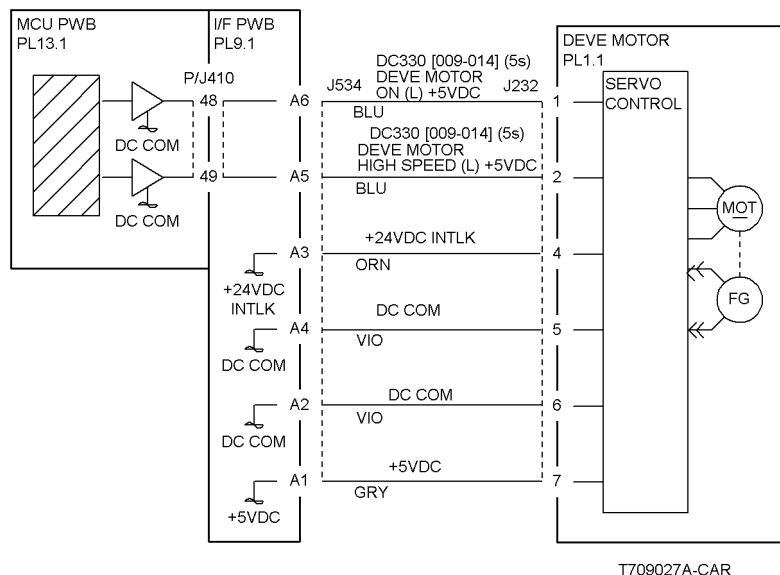 MCU PWB
PL13.1
I/F PWB
PL9.1
P/J410
48
49
DC COM
DC COM
A6
A5
A3
+24VDC
INTLK
A4
DC COM
A2
DC COM
A1
+5VDC
J534
J232
DC330 [009-014] (5s)
DEVE MOTOR
ON (L) +5VDC
BLU
DC330 [009-014] (5s)
DEVE MOTOR
HIGH SPEED (L) +5VDC
BLU
+24VDC INTLK
ORN
DC COM
VIO
DC COM
VIO
+5VDC
GRY
DEVE MOTOR
PL1.1
1
2
4
5
6
7
SERVO
CONTROL
MOT
FG
T709027A-CAR